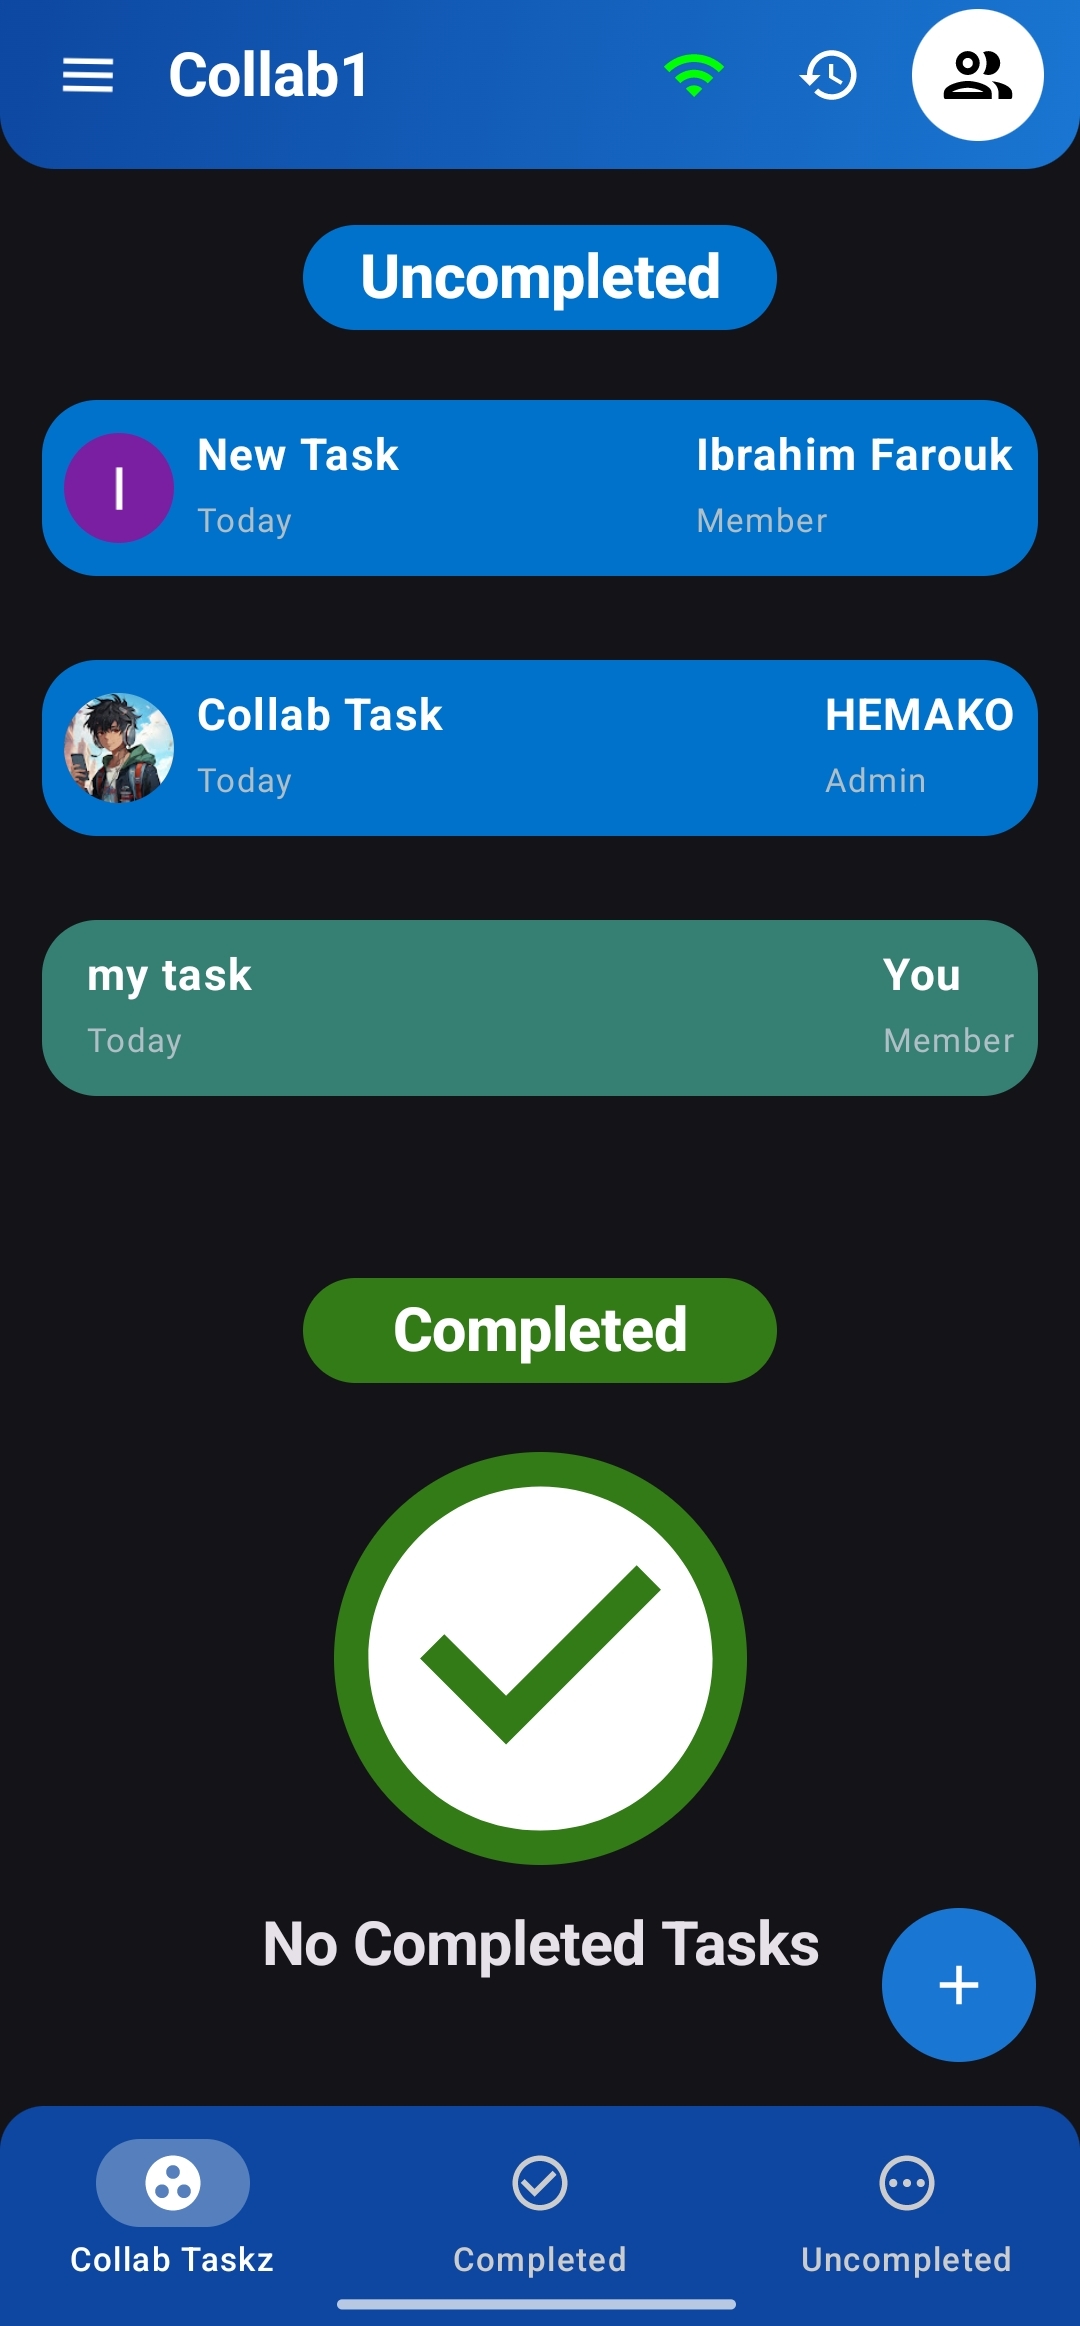 Collab1
Uncompleted
New Task
Ibrahim Farouk
I
Today
Member
Collab Task
HEMAKO
Today
Admin
my task
You
Today
Member
Completed
No Completed Tasks
Collab Taskz
Completed
Uncompleted